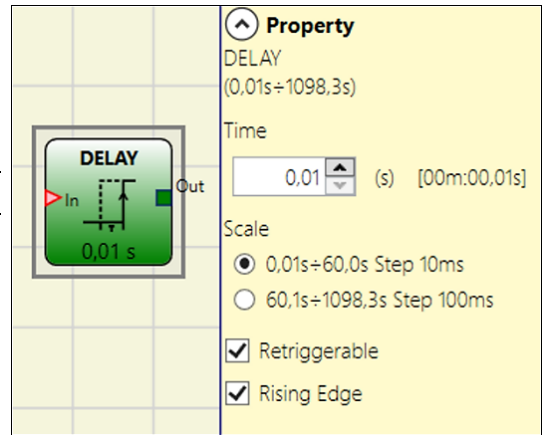 DELAY
In
Out
0,01 s
Property
DELAY
(0,01s÷1098,3s)
Time
0,01 (s) [00m:00,01s]
Scale
0,01s÷60,0s Step 10ms
60,1s÷1098,3s Step 100ms
Retriggerable
Rising Edge